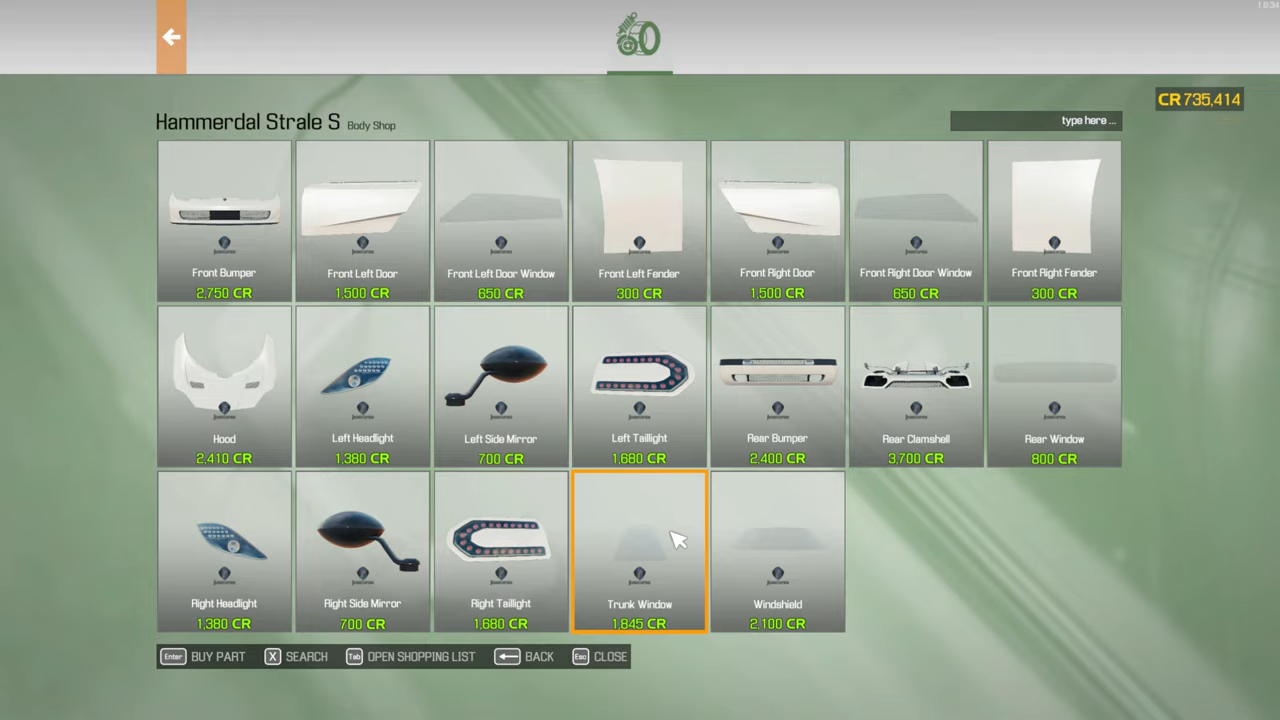 CR 735,414
Hammerdal Strale S Body Shop
type here ...
Front Bumper
2,750 CR
Front Left Door
1,500 CR
Front Left Door Window
650 CR
Front Left Fender
300 CR
Front Right Door
1,500 CR
Front Right Door Window
650 CR
Front Right Fender
300 CR
Hood
2,410 CR
Left Headlight
1,380 CR
Left Side Mirror
700 CR
Left Taillight
1,680 CR
Rear Bumper
2,400 CR
Rear Clamshell
3,700 CR
Rear Window
800 CR
Right Headlight
1,380 CR
Right Side Mirror
700 CR
Right Taillight
1,680 CR
Trunk Window
1,845 CR
Windshield
2,100 CR
Enter BUY PART X SEARCH Tab OPEN SHOPPING LIST BACK Esc CLOSE